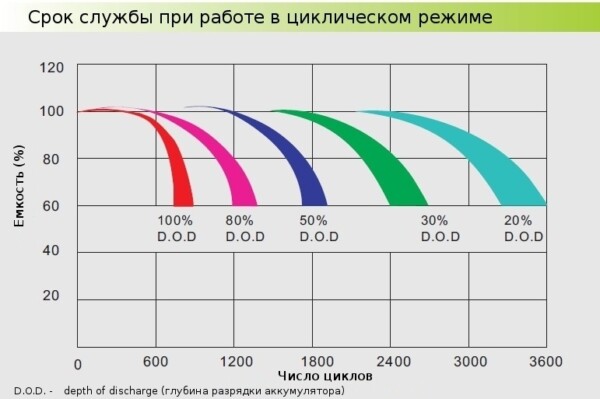 Срок службы при работе в циклическом режиме
120
100
80
60
40
20
Емкость (%)
100% D.O.D
80% D.O.D
50% D.O.D
30% D.O.D
20% D.O.D
0 600 1200 1800 2400 3000 3600
Число циклов
D.O.D. - depth of discharge (глубина разрядки аккумулятора)